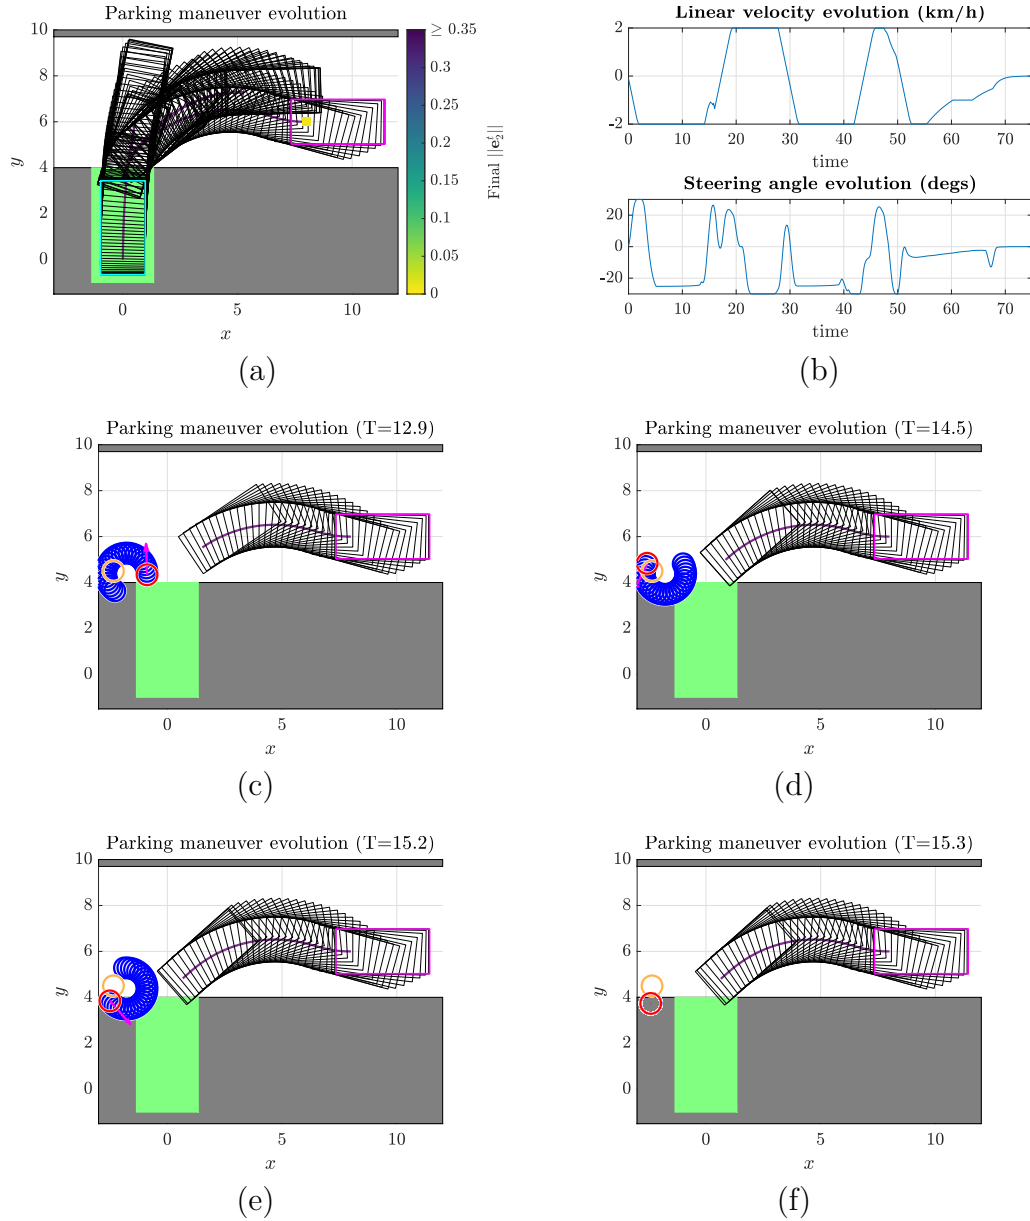 Parking maneuver evolution
10
8
6
4
2
0
y
0
5
10
x
≥ 0.35
0.3
0.25
0.2
0.15
0.1
0.05
0
Final ||e₂ᵗ||
(a)
Linear velocity evolution (km/h)
2
0
-2
0 10 20 30 40 50 60 70
time
Steering angle evolution (degs)
20
0
-20
0 10 20 30 40 50 60 70
time
(b)
Parking maneuver evolution (T=12.9)
10
8
6
4
2
0
y
0
5
10
x
(c)
Parking maneuver evolution (T=14.5)
10
8
6
4
2
0
y
0
5
10
x
(d)
Parking maneuver evolution (T=15.2)
10
8
6
4
2
0
y
0
5
10
x
(e)
Parking maneuver evolution (T=15.3)
10
8
6
4
2
0
y
0
5
10
x
(f)